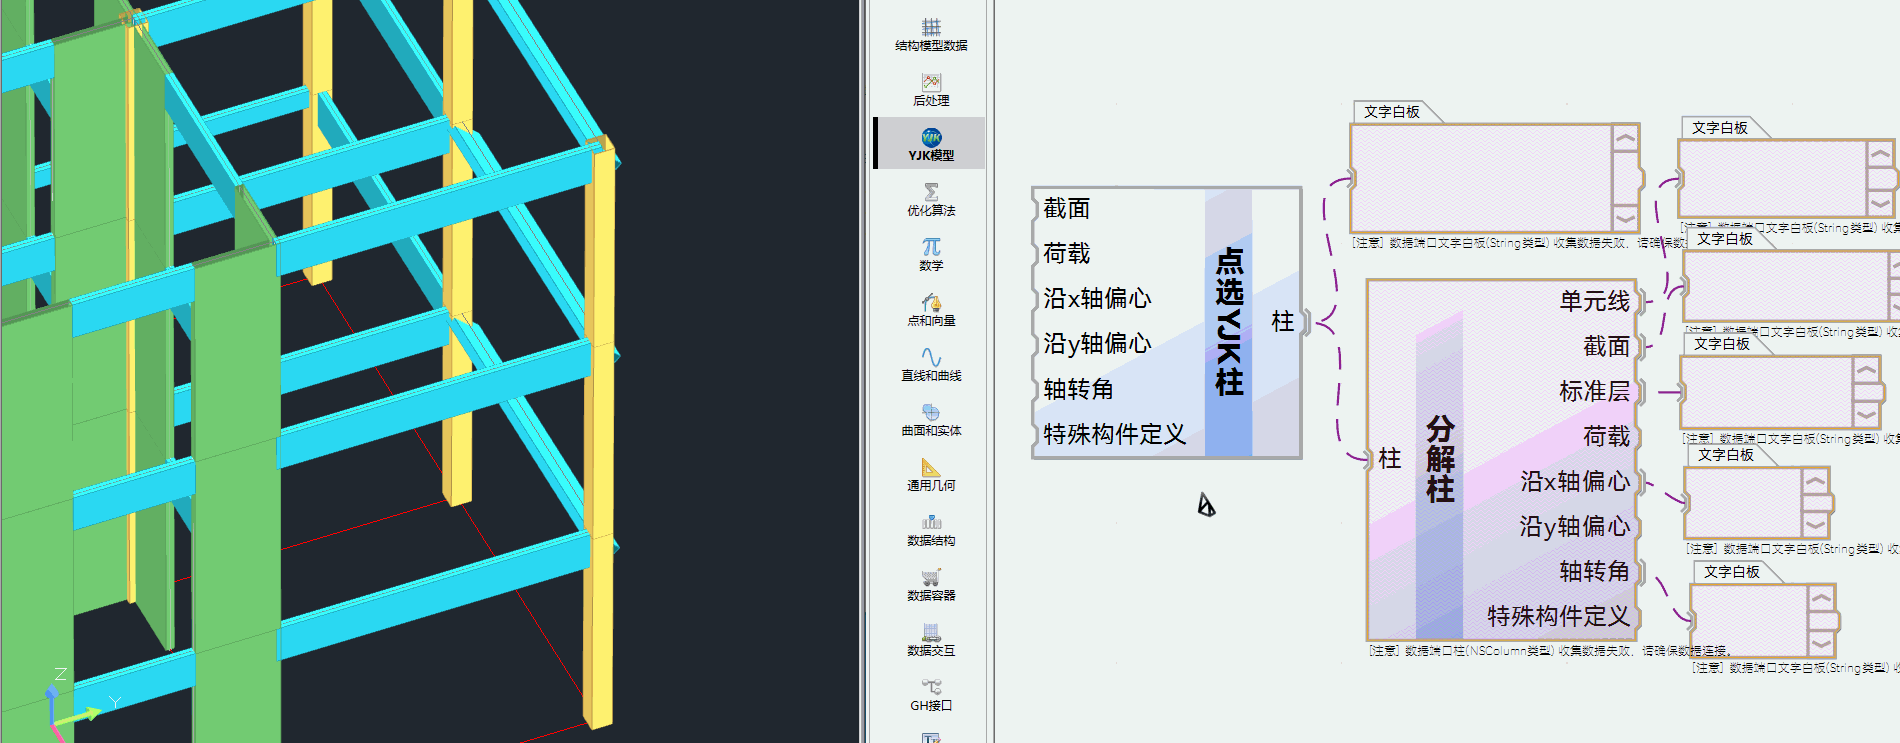 Z
Y
结构模型数据
后处理
YJK
YJK模型
优化算法
数学
点和向量
直线和曲线
曲面和实体
通用几何
数据结构
数据容器
数据交互
GH接口
截面
荷载
沿x轴偏心
沿y轴偏心
轴转角
特殊构件定义
点选YJK柱
柱
文字白板
[注意] 数据端口文字白板(String类型) 收集数据失败，请确保数据
柱
分解柱
单元线
截面
标准层
荷载
沿x轴偏心
沿y轴偏心
轴转角
特殊构件定义
[注意] 数据端口柱(NSColumn类型) 收集数据失败，请确保数据连接。
文字白板
[注意] 数据端口文字白板(String类型) 收集
文字白板
[注意] 数据端口文字白板(String类型) 收
文字白板
[注意] 数据端口文字白板(String类型) 收集
文字白板
[注意] 数据端口文字白板(String类型) 收
文字白板
[注意] 数据端口文字白板(String类型) 收